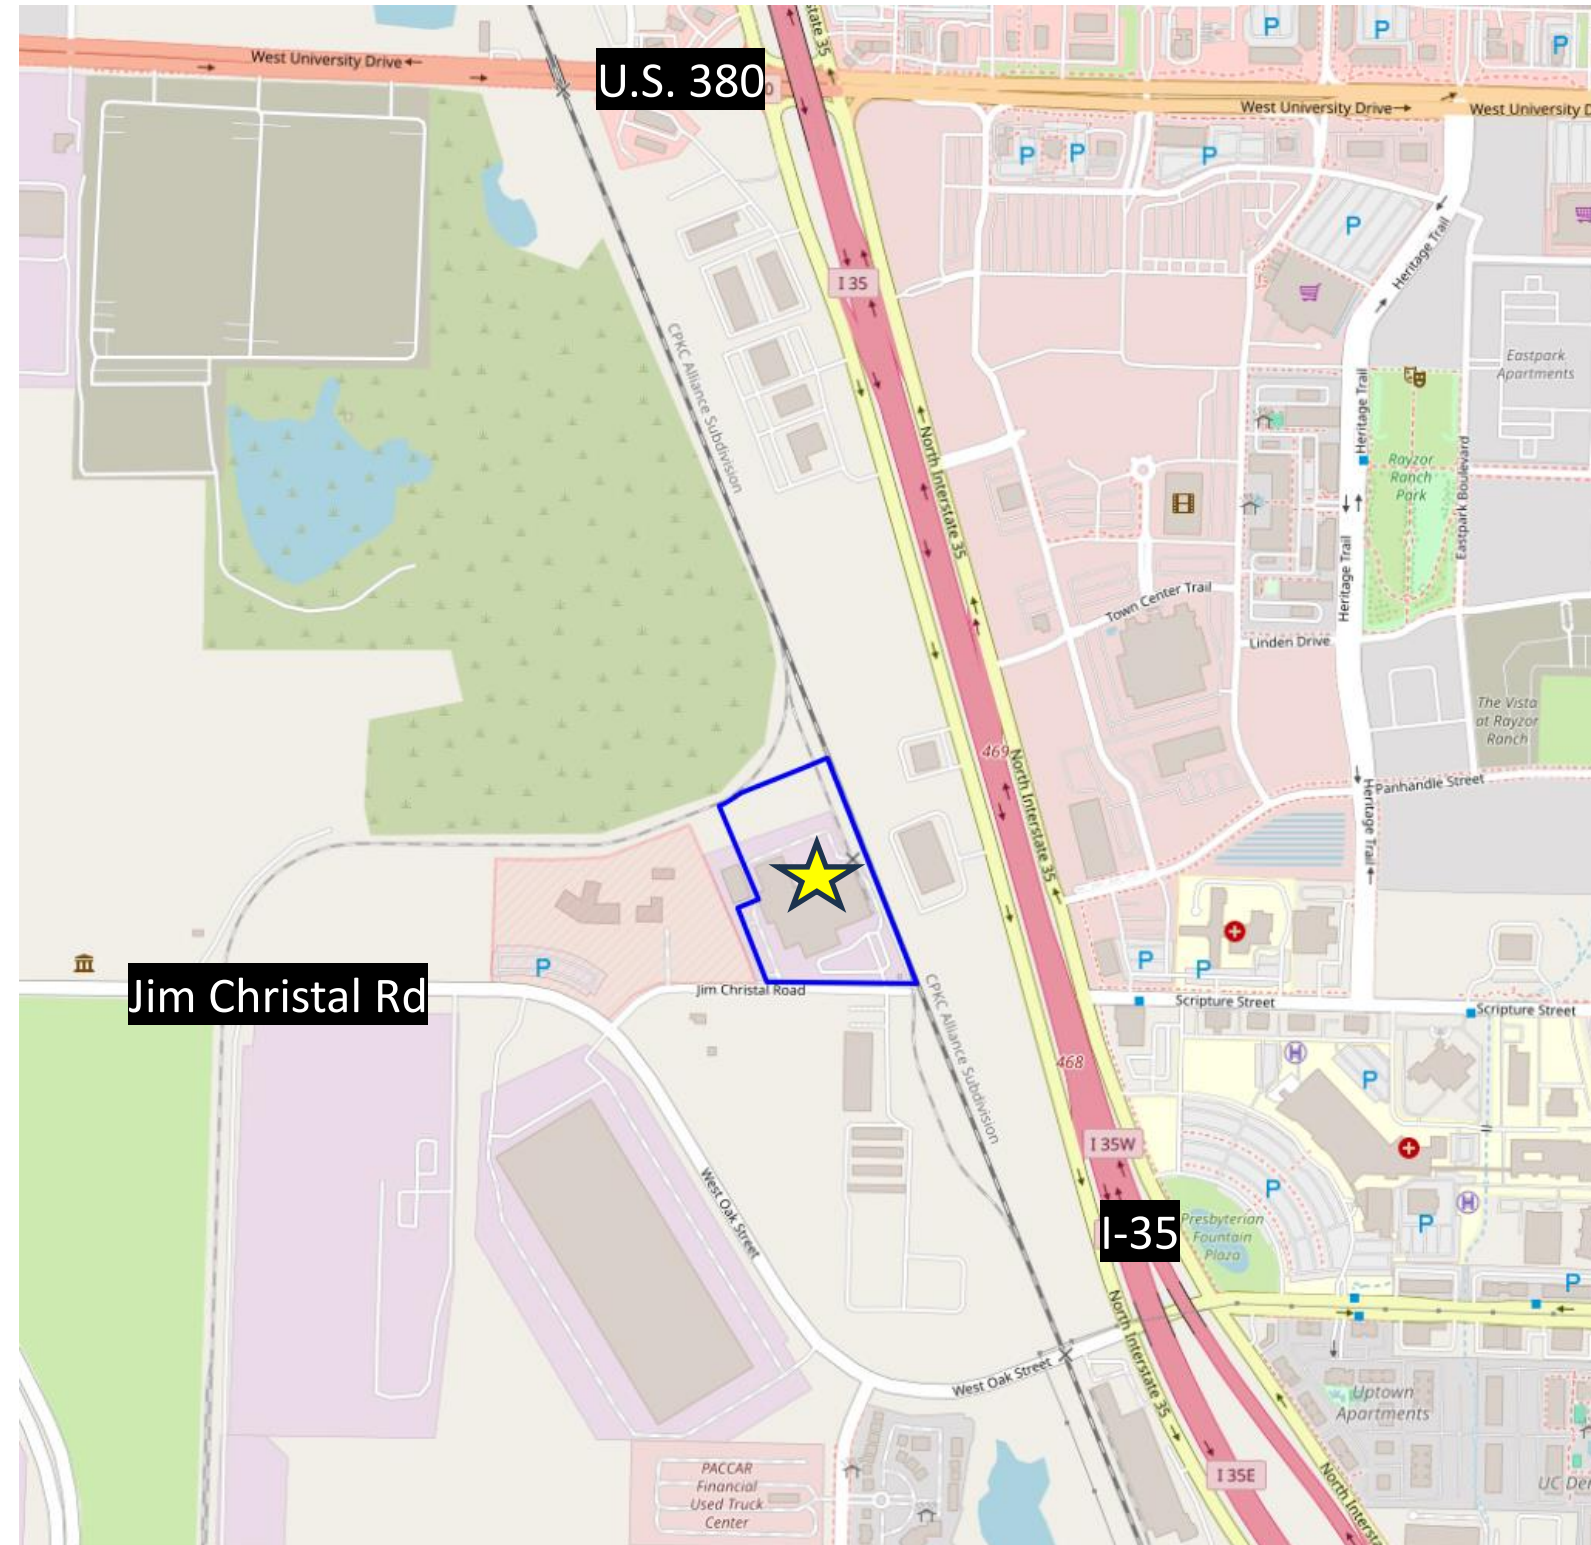 State 35
P
P
P
West University Drive
U.S. 380
West University Drive
West University D
P
P
P
P
Heritage Trail
I 35
CPKC Alliance Subdivision
Eastpark
Apartments
Heritage Trail
North Interstate 35
Rayzor
Ranch
Park
Eastpark Boulevard
Heritage Trail
Town Center Trail
Linden Drive
The Vista
at Rayzor
Ranch
469
North Interstate 35
Panhandle Street
Heritage Trail
P
P
P
Jim Christal Rd
Jim Christal Road
CPKC Alliance Subdivision
Scripture Street
Scripture Street
H
468
P
I 35W
West Oak Street
P
H
I-35
Presbyterian
Fountain
Plaza
P
P
North Interstate 35
West Oak Street
Uptown
Apartments
PACCAR
Financial
Used Truck
Center
I 35E
North Intersta
UC Den